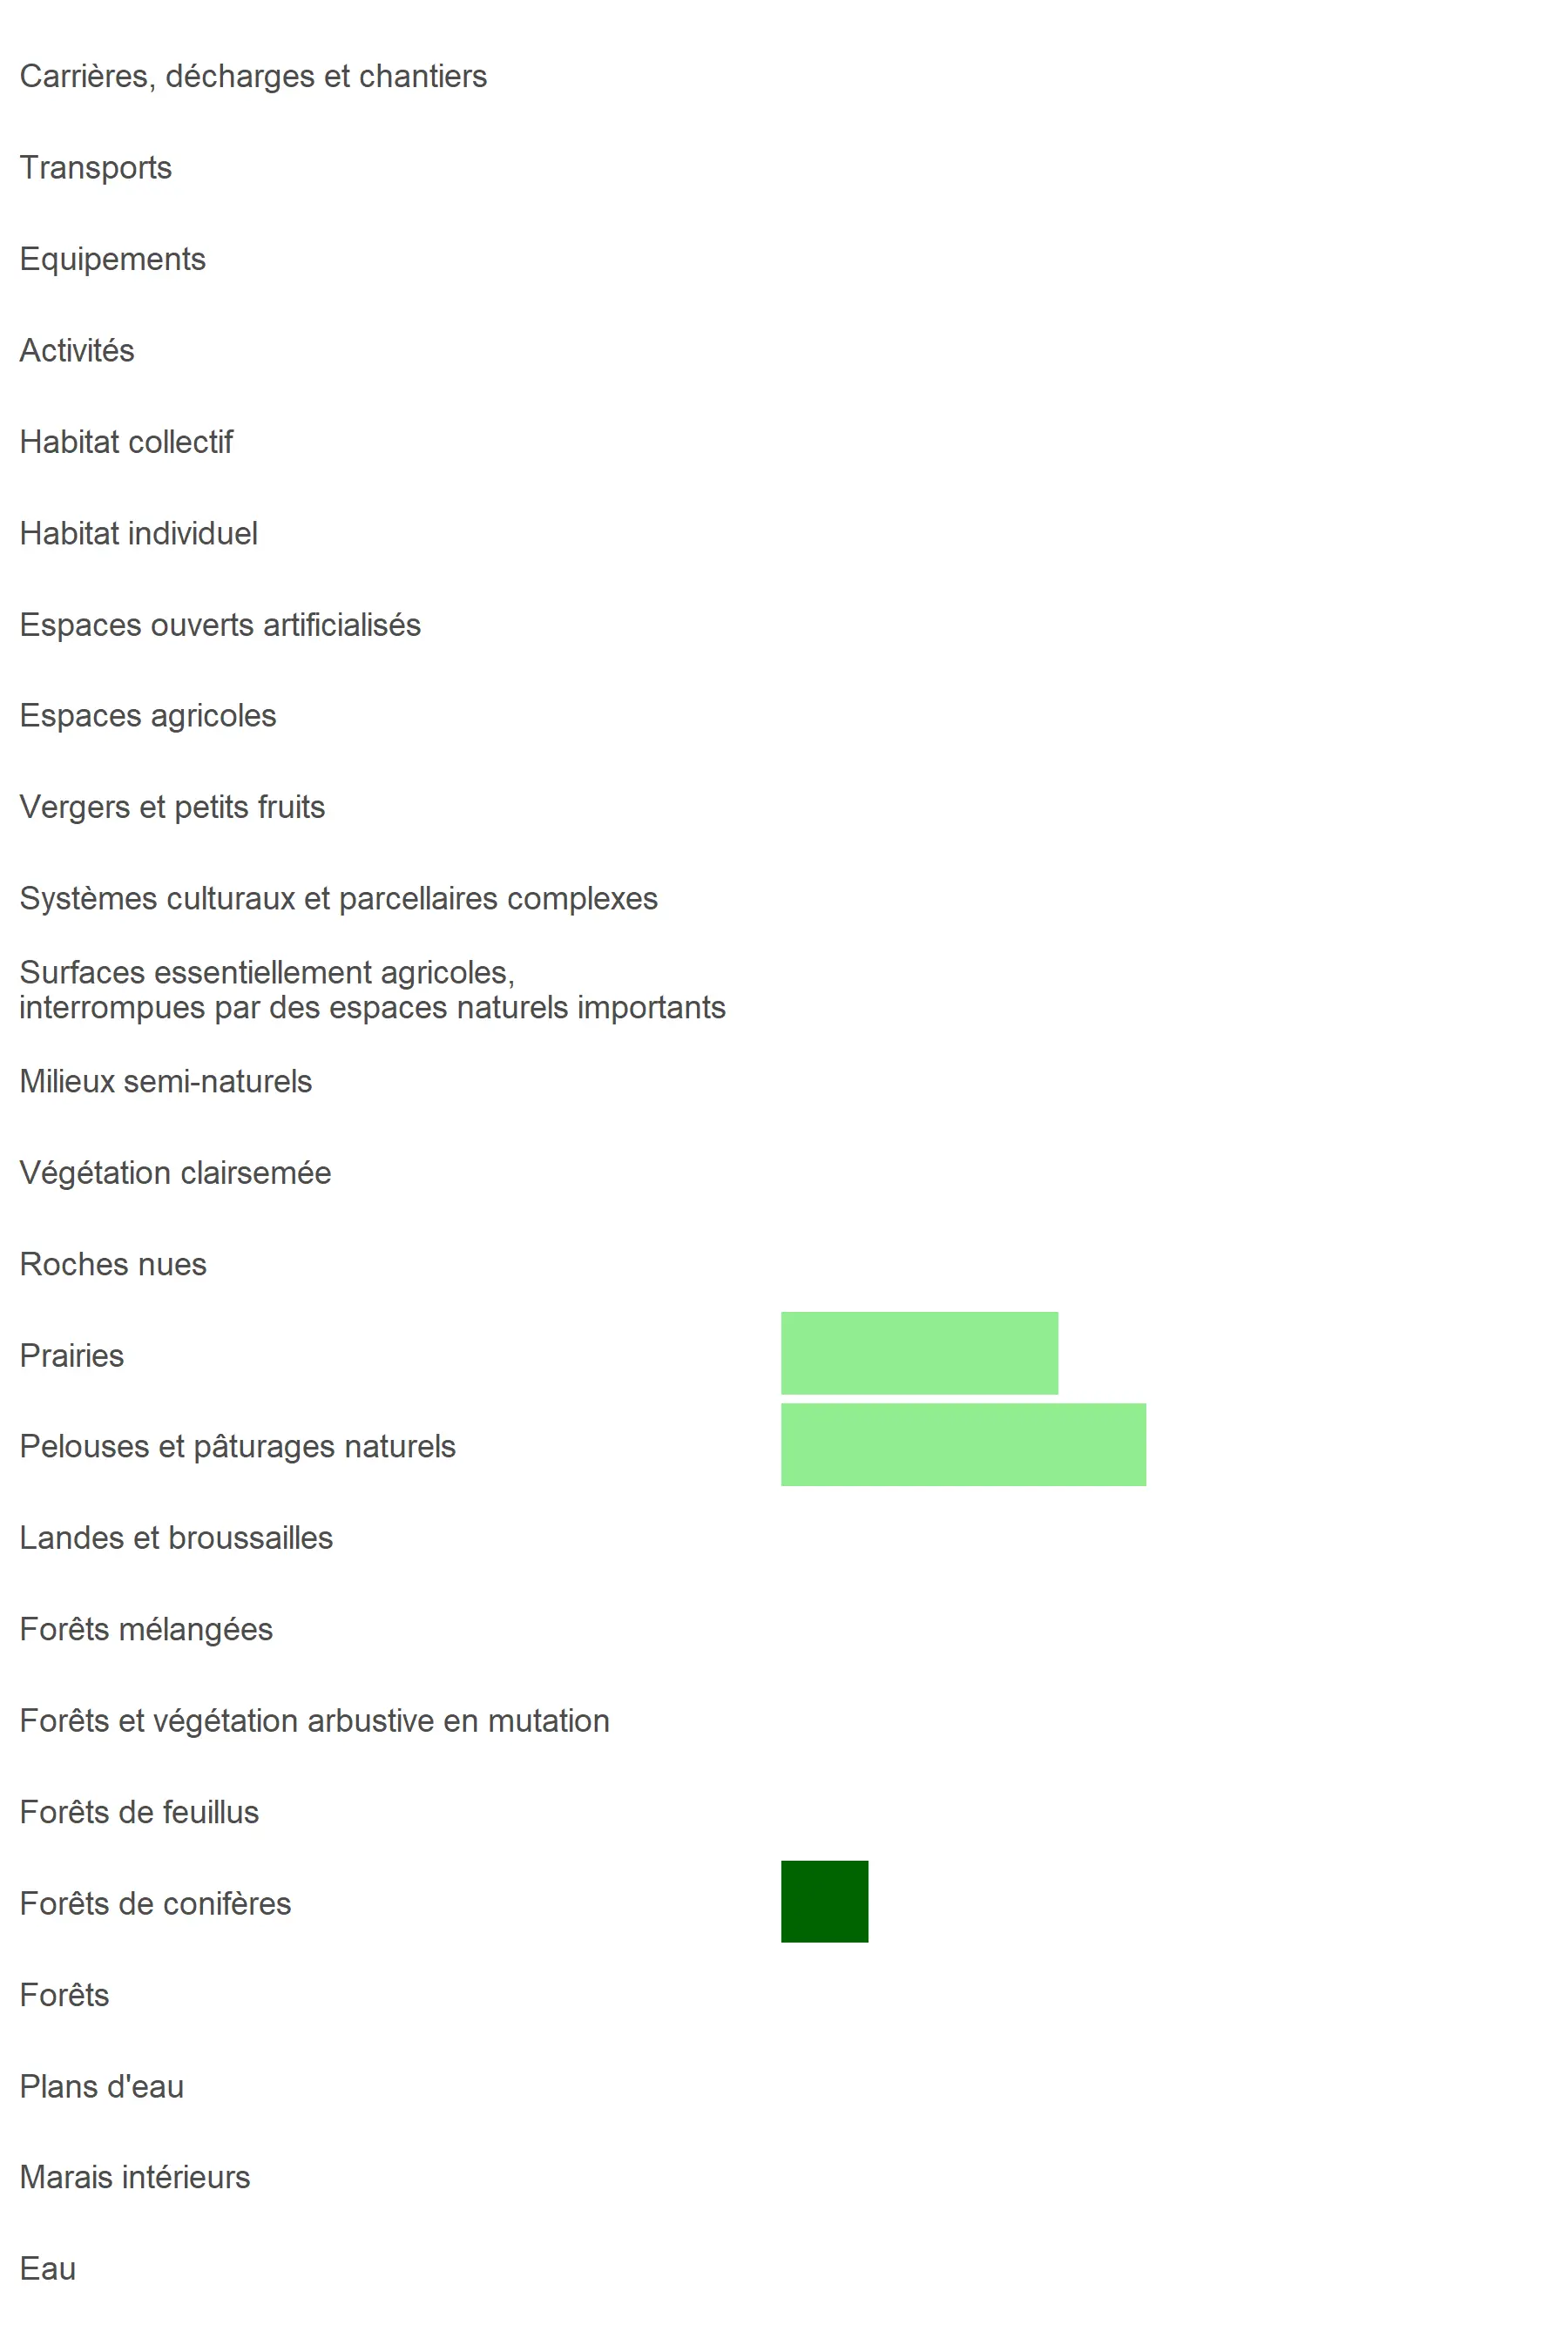 Carrières, décharges et chantiers
Transports
Equipements
Activités
Habitat collectif
Habitat individuel
Espaces ouverts artificialisés
Espaces agricoles
Vergers et petits fruits
Systèmes culturaux et parcellaires complexes
Surfaces essentiellement agricoles,
interrompues par des espaces naturels importants
Milieux semi-naturels
Végétation clairsemée
Roches nues
Prairies
Pelouses et pâturages naturels
Landes et broussailles
Forêts mélangées
Forêts et végétation arbustive en mutation
Forêts de feuillus
Forêts de conifères
Forêts
Plans d'eau
Marais intérieurs
Eau